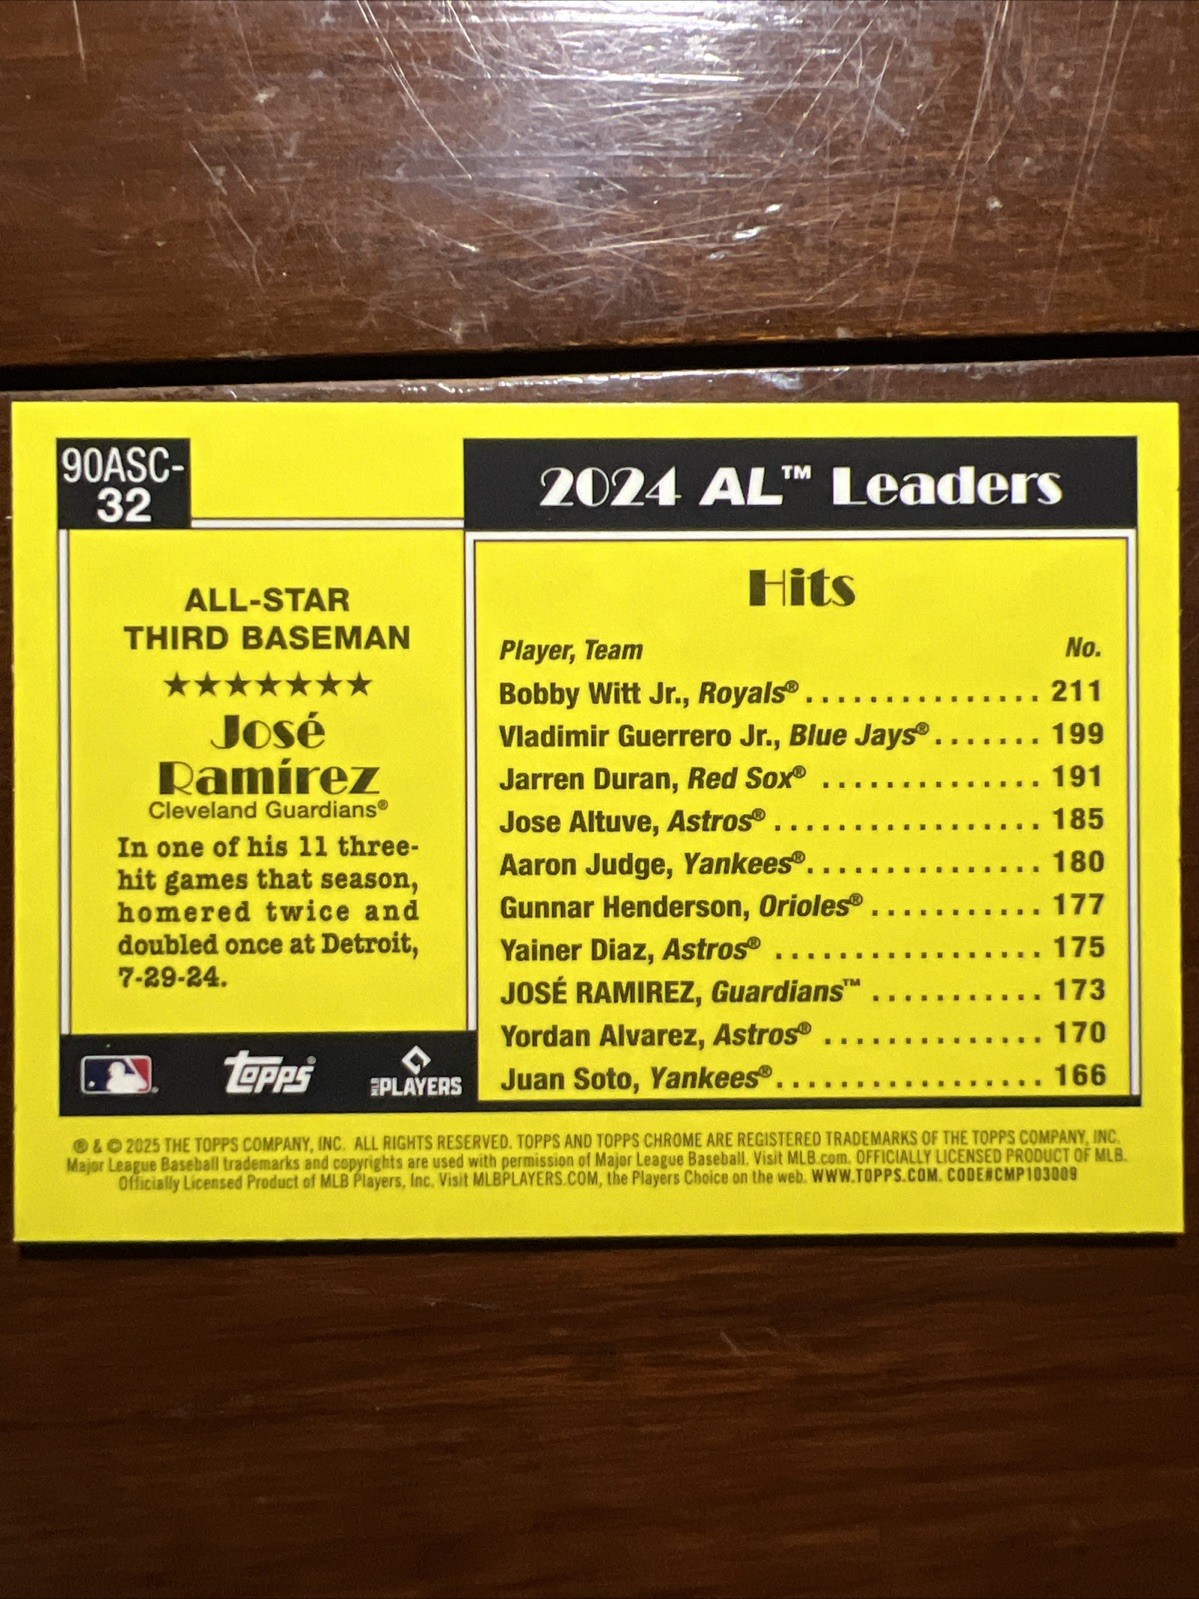 90ASC-
32
ALL-STAR
THIRD BASEMAN
★★★★★★★
José
Ramírez
Cleveland Guardians®
In one of his 11 three-
hit games that season,
homered twice and
doubled once at Detroit,
7-29-24.
topps®
MLB PLAYERS
2024 AL™ Leaders
Hits
Player, Team No.
Bobby Witt Jr., Royals® . . . . . . . . . . . . . . . 211
Vladimir Guerrero Jr., Blue Jays® . . . . . . . 199
Jarren Duran, Red Sox® . . . . . . . . . . . . . . 191
Jose Altuve, Astros® . . . . . . . . . . . . . . . . . 185
Aaron Judge, Yankees® . . . . . . . . . . . . . . . 180
Gunnar Henderson, Orioles® . . . . . . . . . . . 177
Yainer Diaz, Astros® . . . . . . . . . . . . . . . . . 175
JOSÉ RAMIREZ, Guardians™ . . . . . . . . . . . 173
Yordan Alvarez, Astros® . . . . . . . . . . . . . . 170
Juan Soto, Yankees® . . . . . . . . . . . . . . . . . 166
® & © 2025 THE TOPPS COMPANY, INC. ALL RIGHTS RESERVED. TOPPS AND TOPPS CHROME ARE REGISTERED TRADEMARKS OF THE TOPPS COMPANY, INC.
Major League Baseball trademarks and copyrights are used with permission of Major League Baseball. Visit MLB.com. OFFICIALLY LICENSED PRODUCT OF MLB.
Officially Licensed Product of MLB Players, Inc. Visit MLBPLAYERS.COM, the Players Choice on the web. WWW.TOPPS.COM. CODE#CMP103009